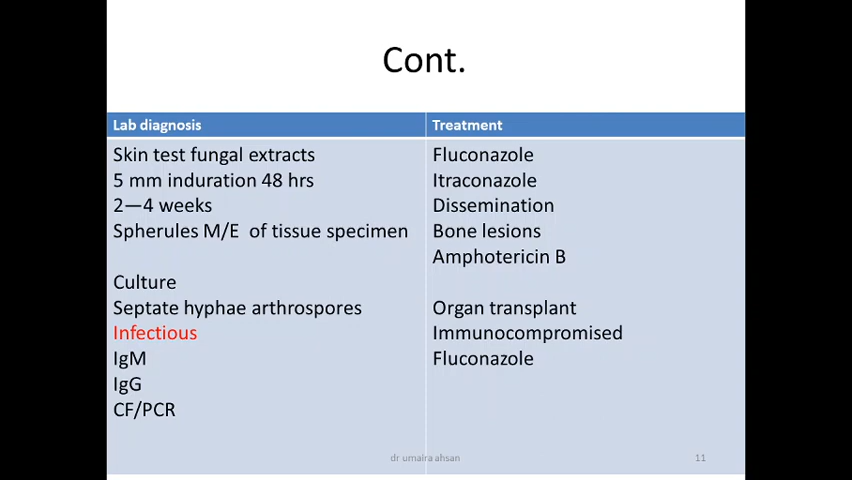 Cont.
Lab diagnosis
Skin test fungal extracts
5 mm induration 48 hrs
2—4 weeks
Spherules M/E of tissue specimen
Culture
Septate hyphae arthrospores
Infectious
IgM
IgG
CF/PCR
Treatment
Fluconazole
Itraconazole
Dissemination
Bone lesions
Amphotericin B
Organ transplant
Immunocompromised
Fluconazole
dr umaira ahsan
11